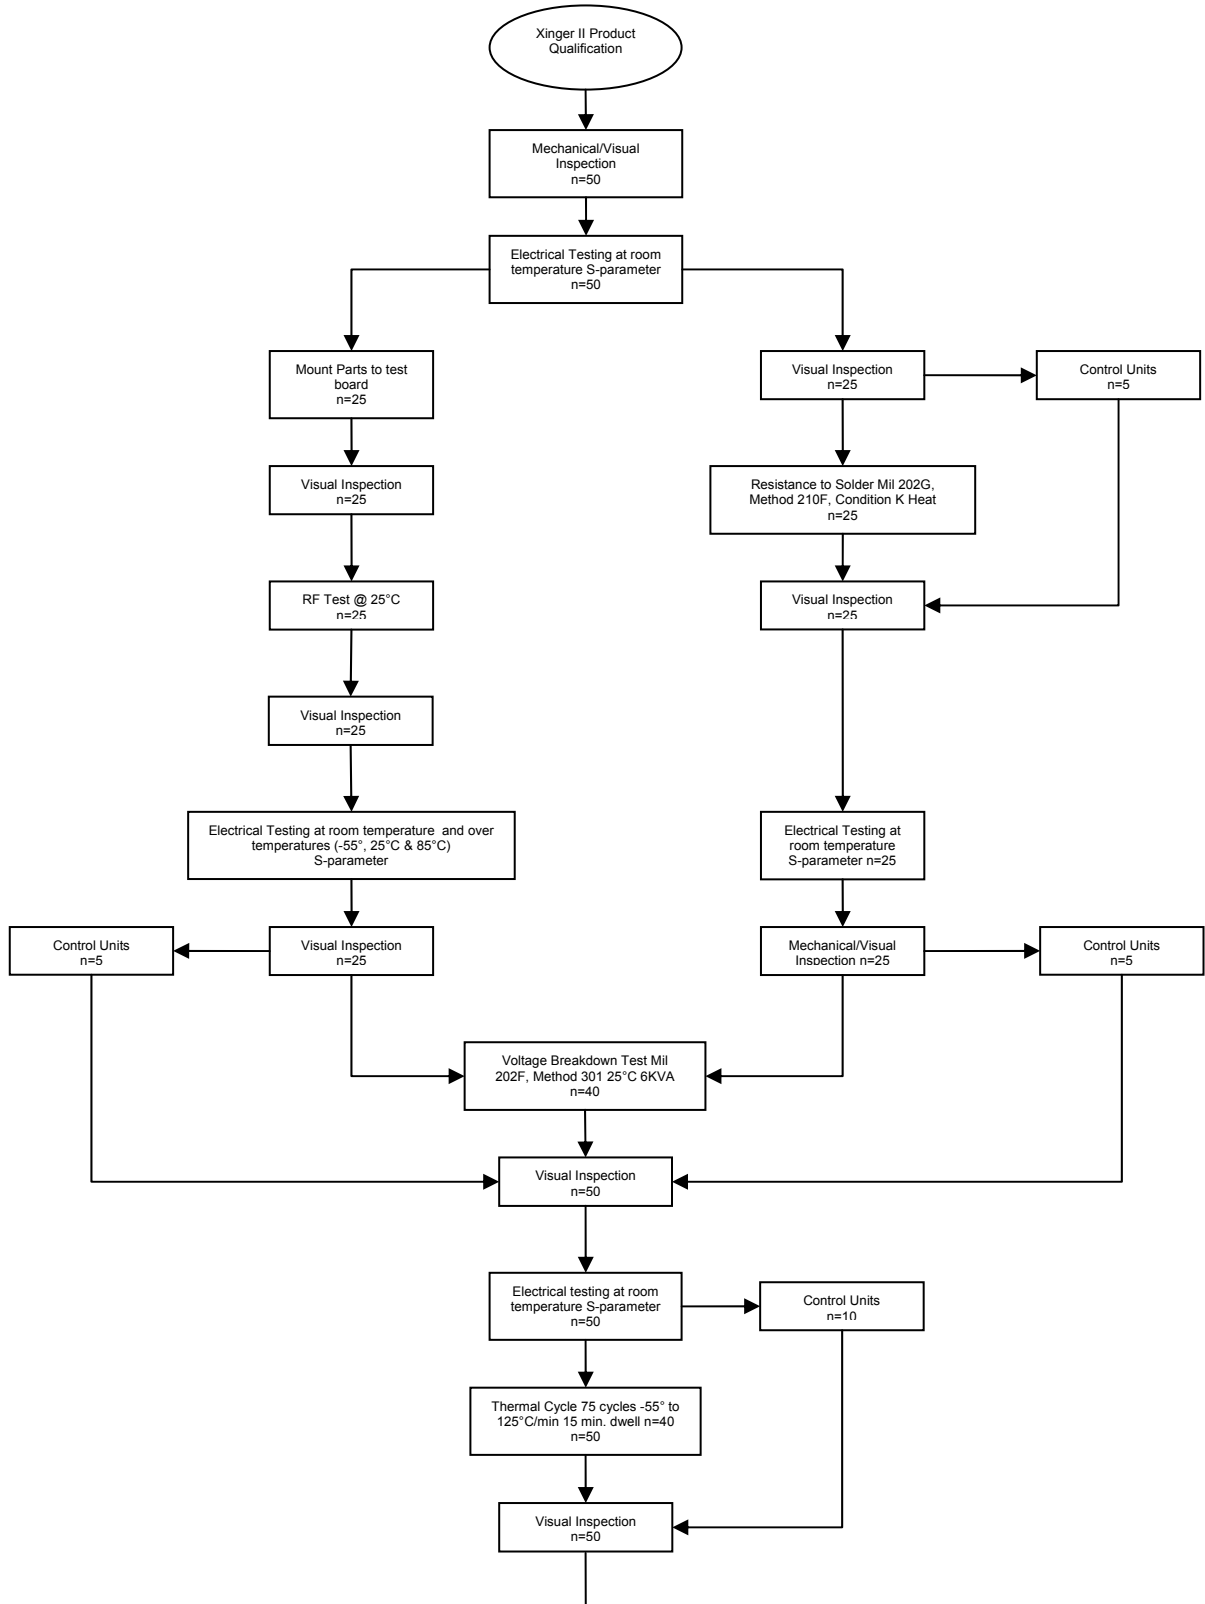 Xinger II Product
Qualification
Mechanical/Visual
Inspection
n=50
Electrical Testing at room
temperature S-parameter
n=50
Mount Parts to test
board
n=25
Visual Inspection
n=25
Control Units
n=5
Visual Inspection
n=25
Resistance to Solder Mil 202G,
Method 210F, Condition K Heat
n=25
RF Test @ 25°C
n=25
Visual Inspection
n=25
Visual Inspection
n=25
Electrical Testing at room temperature and over
temperatures (-55°, 25°C & 85°C)
S-parameter
Electrical Testing at
room temperature
S-parameter n=25
Control Units
n=5
Visual Inspection
n=25
Mechanical/Visual
Inspection n=25
Control Units
n=5
Voltage Breakdown Test Mil
202F, Method 301 25°C 6KVA
n=40
Visual Inspection
n=50
Electrical testing at room
temperature S-parameter
n=50
Control Units
n=10
Thermal Cycle 75 cycles -55° to
125°C/min 15 min. dwell n=40
n=50
Visual Inspection
n=50